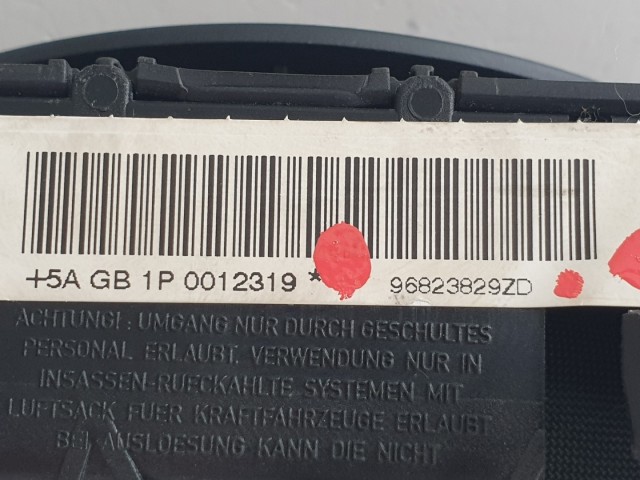 +5A GB 1P 0012319 * 96823829ZD
ACHTUNG!: UMGANG NUR DURCH GESCHULTES
PERSONAL ERLAUBT. VERWENDUNG NUR IN
INSASSEN-RUECKAHLTE SYSTEMEN MIT
LUFTSACK FUER KRAFTFAHRZEUGE ERLAUBT
BEI AUSLOESUNG KANN DIE NICHT